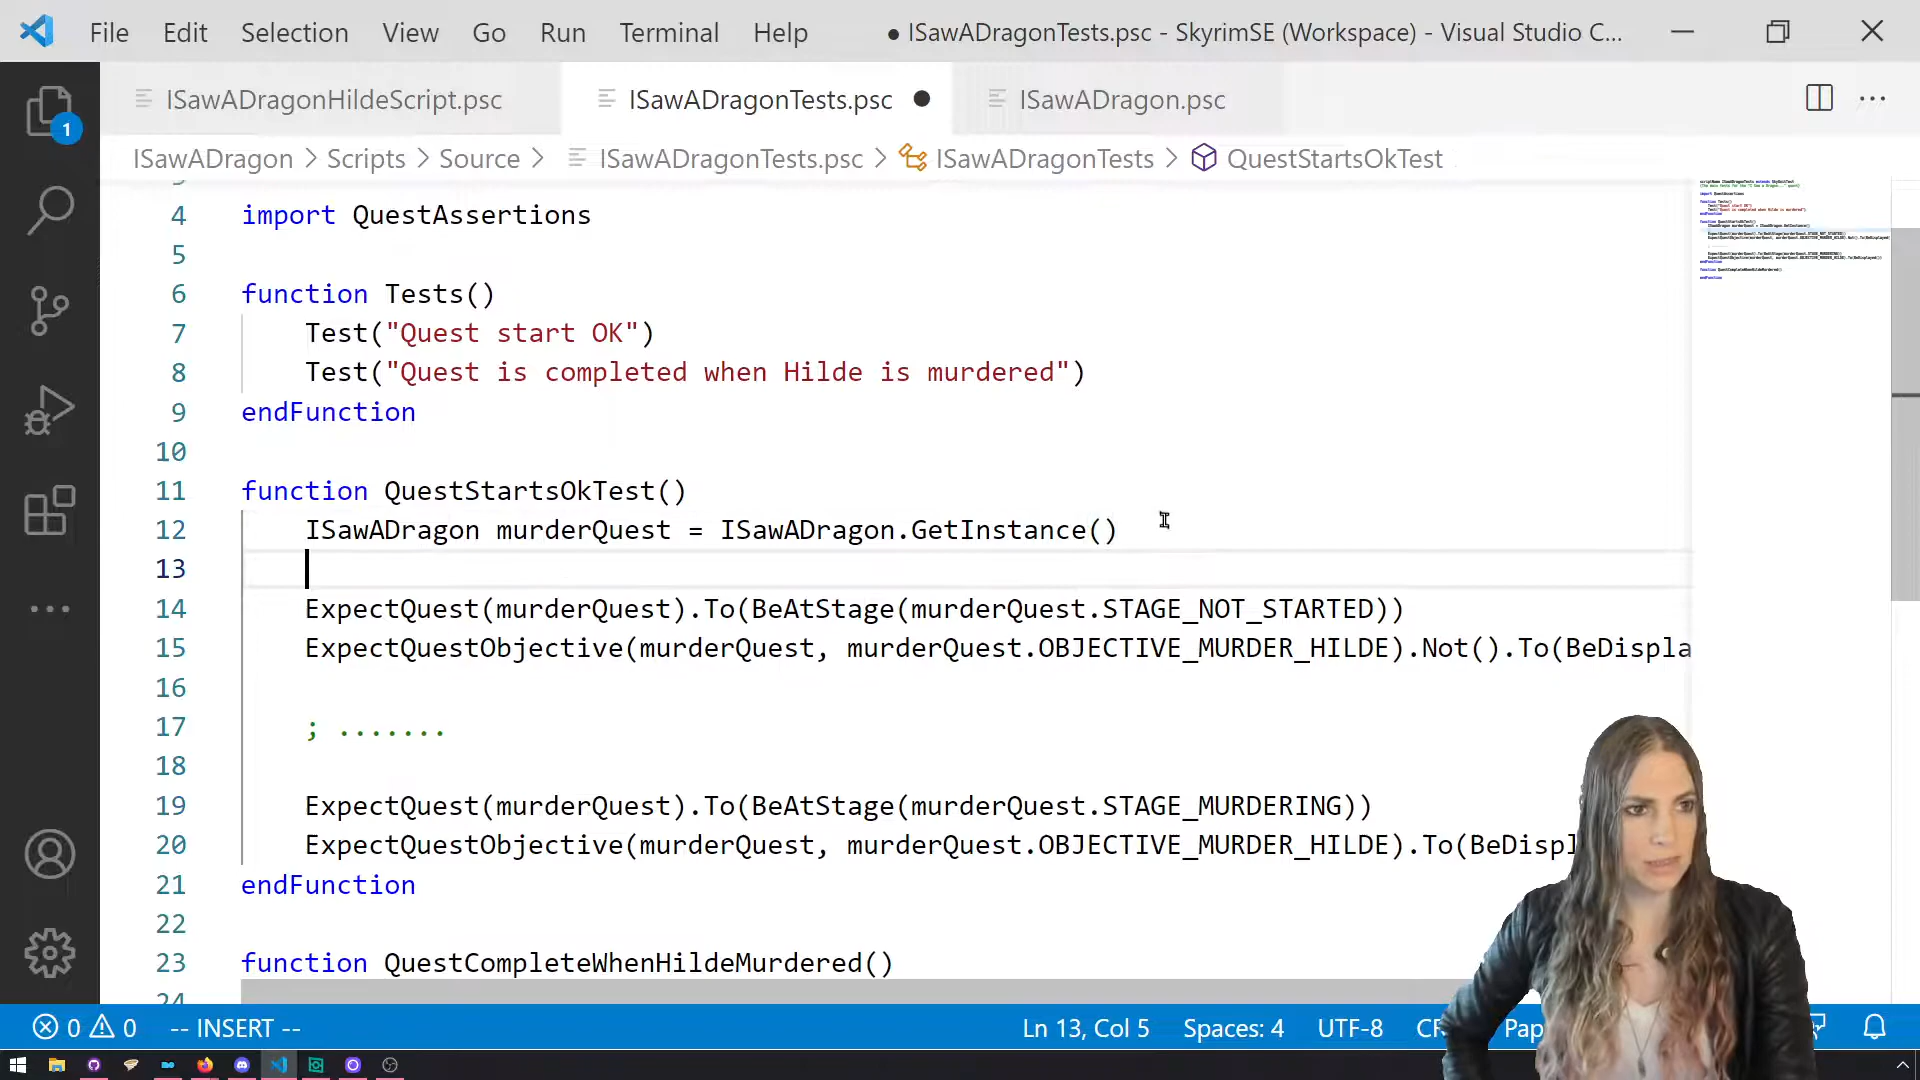 File Edit Selection View Go Run Terminal Help ● ISawADragonTests.psc - SkyrimSE (Workspace) - Visual Studio C...
ISawADragonHildeScript.psc ISawADragonTests.psc ISawADragon.psc
1
ISawADragon > Scripts > Source > ISawADragonTests.psc > ISawADragonTests > QuestStartsOkTest
4 import QuestAssertions
5
6 function Tests()
7 Test("Quest start OK")
8 Test("Quest is completed when Hilde is murdered")
9 endFunction
10
11 function QuestStartsOkTest()
12 ISawADragon murderQuest = ISawADragon.GetInstance()
13
14 ExpectQuest(murderQuest).To(BeAtStage(murderQuest.STAGE_NOT_STARTED))
15 ExpectQuestObjective(murderQuest, murderQuest.OBJECTIVE_MURDER_HILDE).Not().To(BeDispla
16
17 ; .......
18
19 ExpectQuest(murderQuest).To(BeAtStage(murderQuest.STAGE_MURDERING))
20 ExpectQuestObjective(murderQuest, murderQuest.OBJECTIVE_MURDER_HILDE).To(BeDispl
21 endFunction
22
23 function QuestCompleteWhenHildeMurdered()
24
0 0 -- INSERT -- Ln 13, Col 5 Spaces: 4 UTF-8 CR Pap